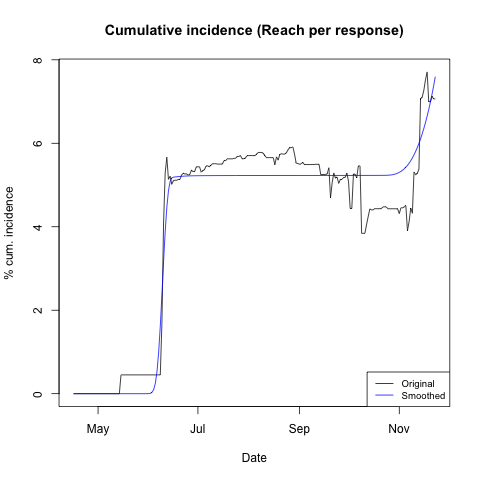 Cumulative incidence (Reach per response)
% cum. incidence
8
6
4
2
0
May
Jul
Sep
Nov
Date
Original
Smoothed